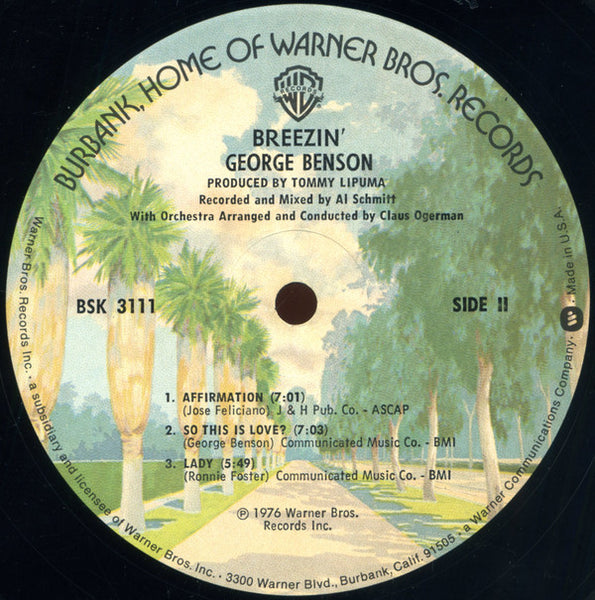 BURBANK, HOME OF WARNER BROS. RECORDS
WB
RECORDS
BREEZIN'
GEORGE BENSON
PRODUCED BY TOMMY LIPUMA
Recorded and Mixed by Al Schmitt
With Orchestra Arranged and Conducted by Claus Ogerman
BSK 3111
SIDE II
1. AFFIRMATION (7:01)
(Jose Feliciano) J & H Pub. Co. - ASCAP
2. SO THIS IS LOVE? (7:03)
(George Benson) Communicated Music Co. - BMI
3. LADY (5:49)
(Ronnie Foster) Communicated Music Co. - BMI
℗ 1976 Warner Bros.
Records Inc.
Warner Bros. Records Inc. • a subsidiary and licensee of Warner Bros. Inc. • 3300 Warner Blvd., Burbank, Calif. 91505 • a Warner Communications Company • Made in U.S.A.